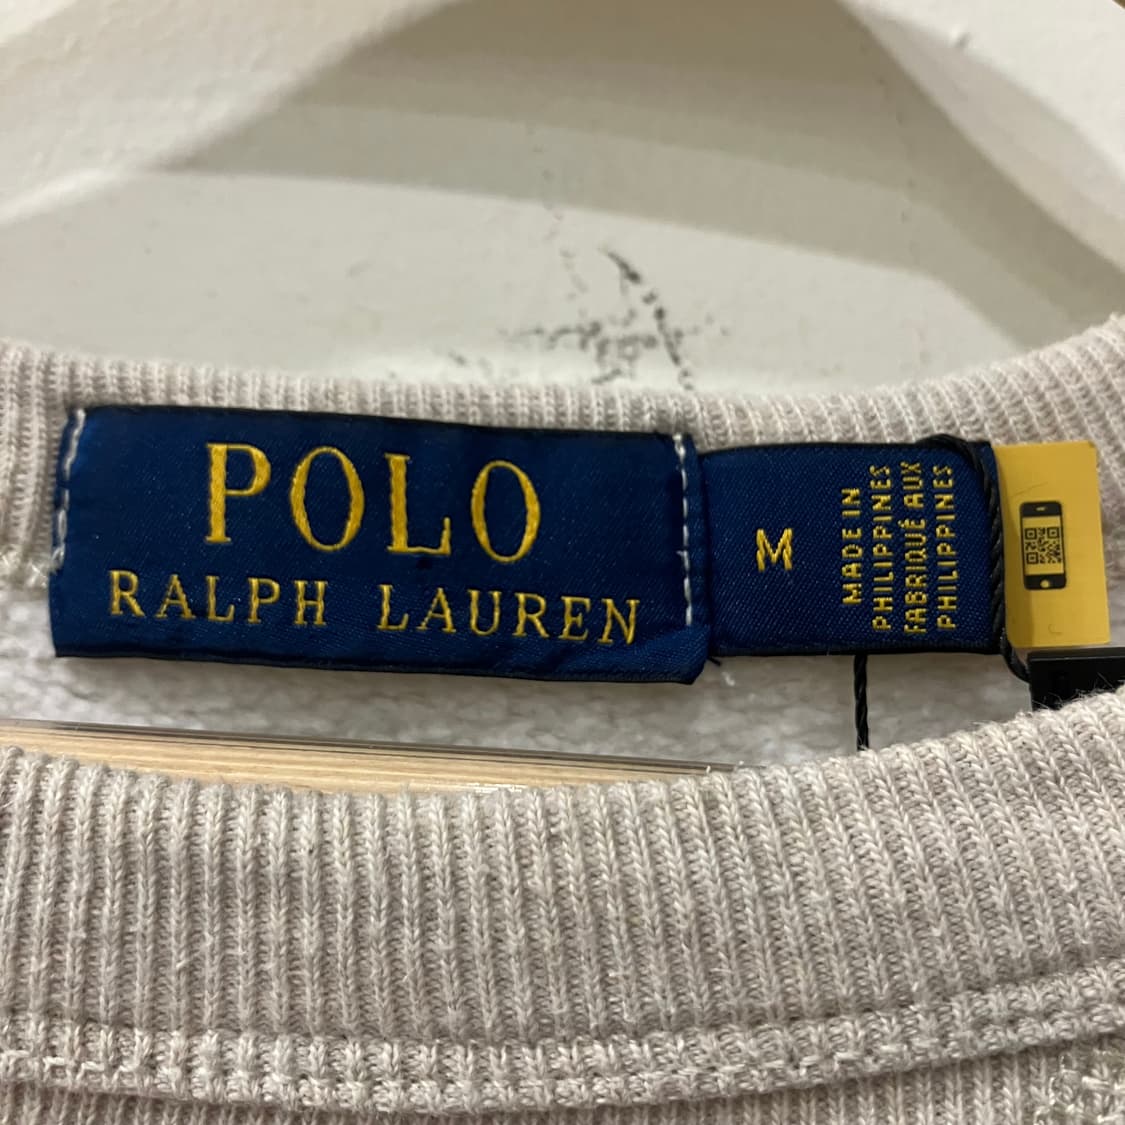 POLO
RALPH LAUREN
M
MADE IN
PHILIPPINES
FABRIQUÉ AUX
PHILIPPINES